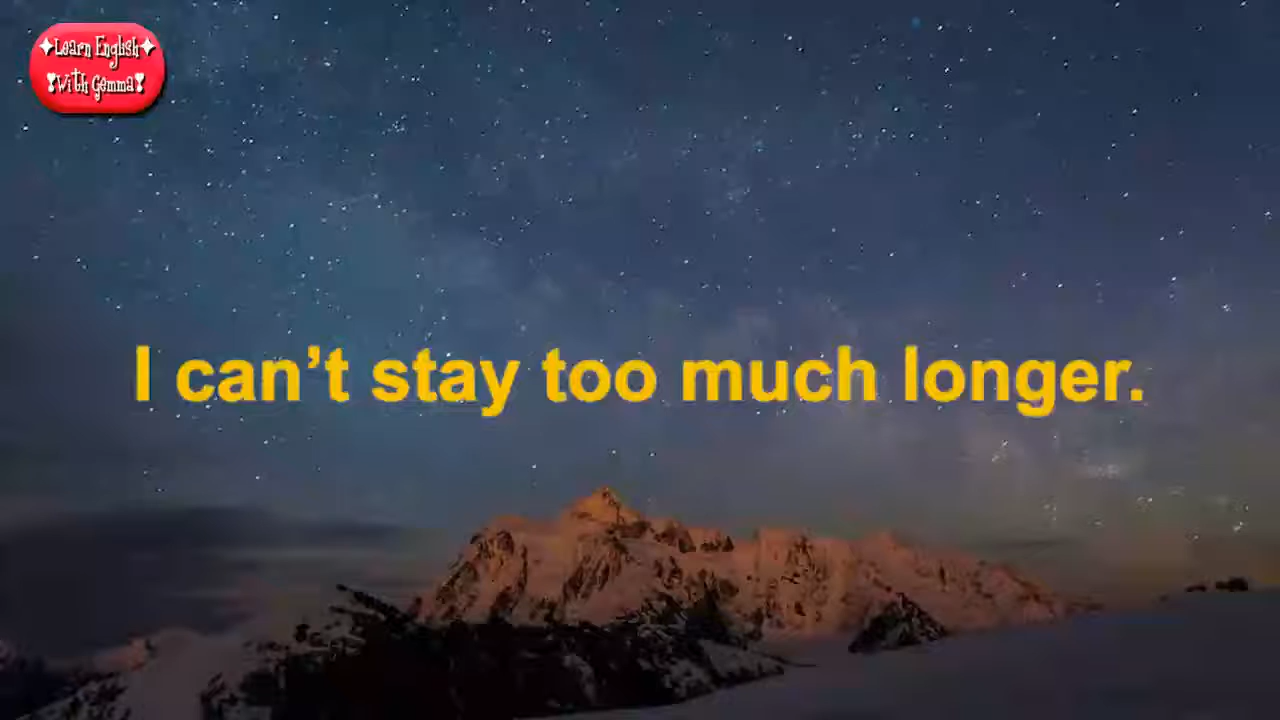 ✦Learn English✦
❣With Gemma❣
I can’t stay too much longer.